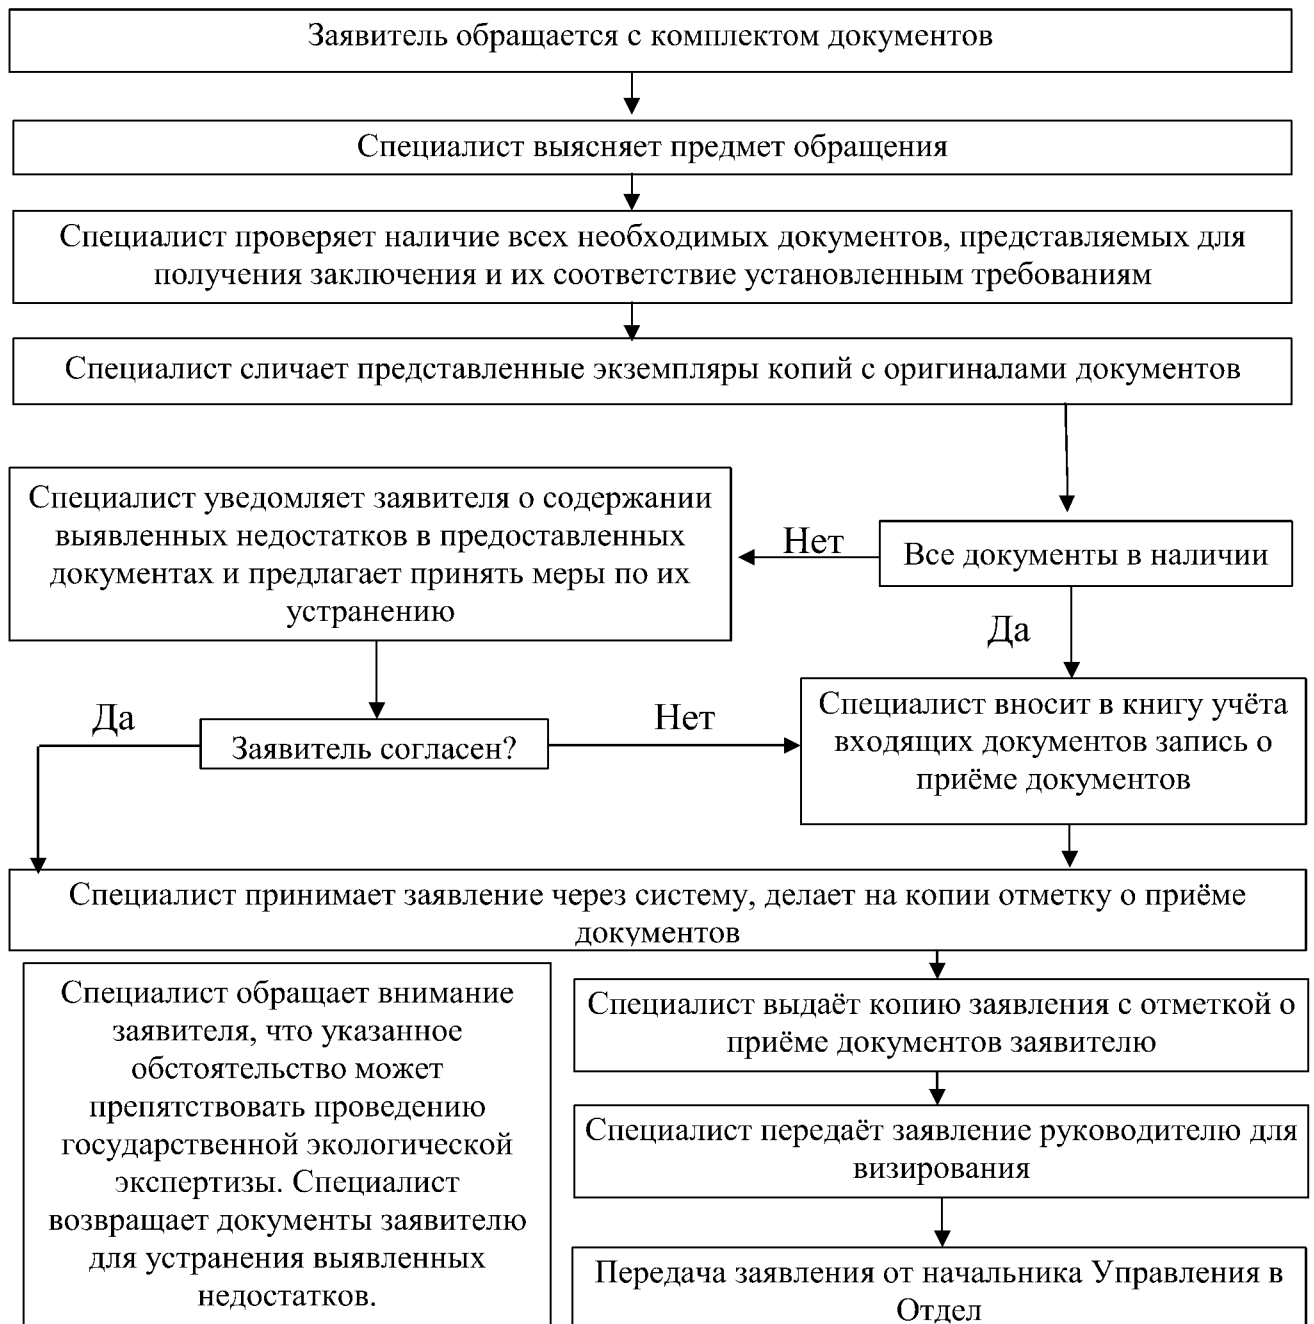 Заявитель обращается с комплектом документов
Специалист выясняет предмет обращения
Специалист проверяет наличие всех необходимых документов, представляемых для
получения заключения и их соответствие установленным требованиям
Специалист сличает представленные экземпляры копий с оригиналами документов
Специалист уведомляет заявителя о содержании
выявленных недостатков в предоставленных
документах и предлагает принять меры по их
устранению
Нет
Все документы в наличии
Да
Да
Заявитель согласен?
Нет
Специалист вносит в книгу учёта
входящих документов запись о
приёме документов
Специалист принимает заявление через систему, делает на копии отметку о приёме
документов
Специалист обращает внимание
заявителя, что указанное
обстоятельство может
препятствовать проведению
государственной экологической
экспертизы. Специалист
возвращает документы заявителю
для устранения выявленных
недостатков.
Специалист выдаёт копию заявления с отметкой о
приёме документов заявителю
Специалист передаёт заявление руководителю для
визирования
Передача заявления от начальника Управления в
Отдел